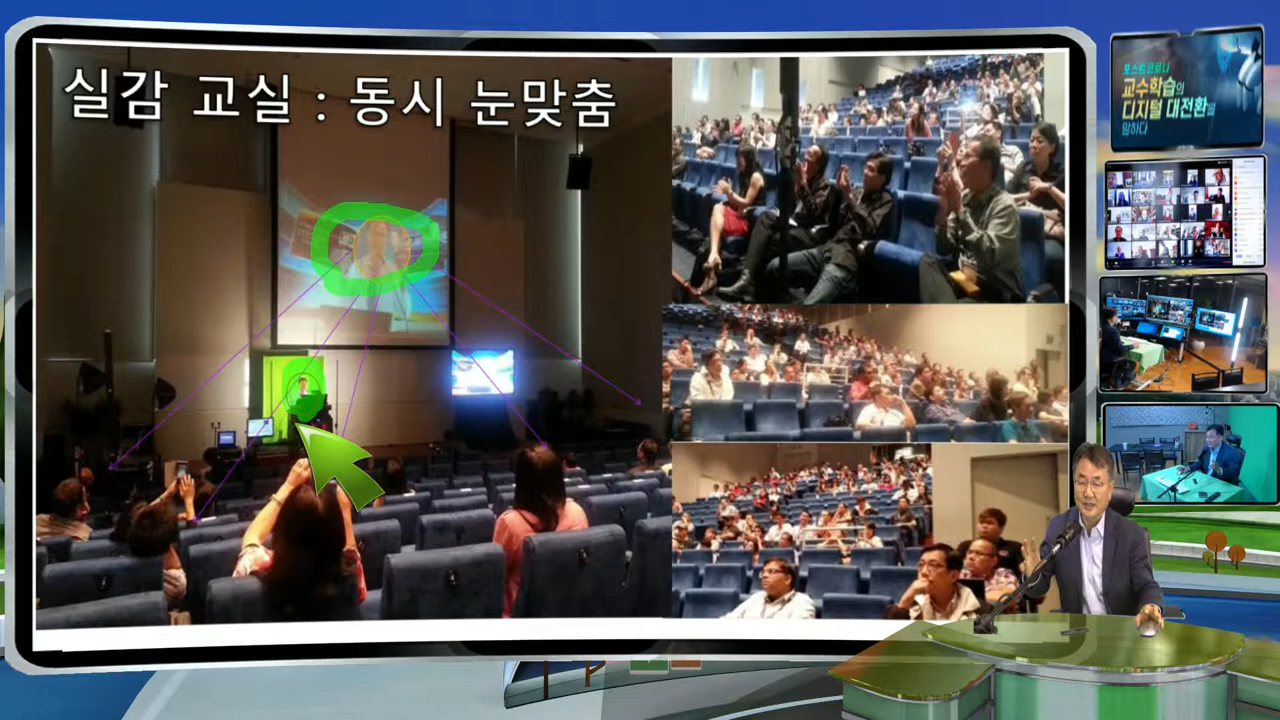 실감 교실 : 동시 눈맞춤
포스트코로나
교수학습의
디지털 대전환을
말하다